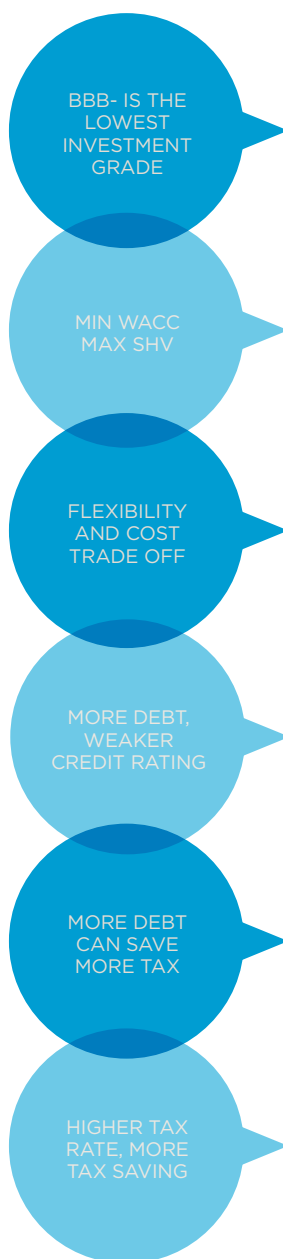 BBB- IS THE
LOWEST
INVESTMENT
GRADE
MIN WACC
MAX SHV
FLEXIBILITY
AND COST
TRADE OFF
MORE DEBT,
WEAKER
CREDIT RATING
MORE DEBT
CAN SAVE
MORE TAX
HIGHER TAX
RATE, MORE
TAX SAVING